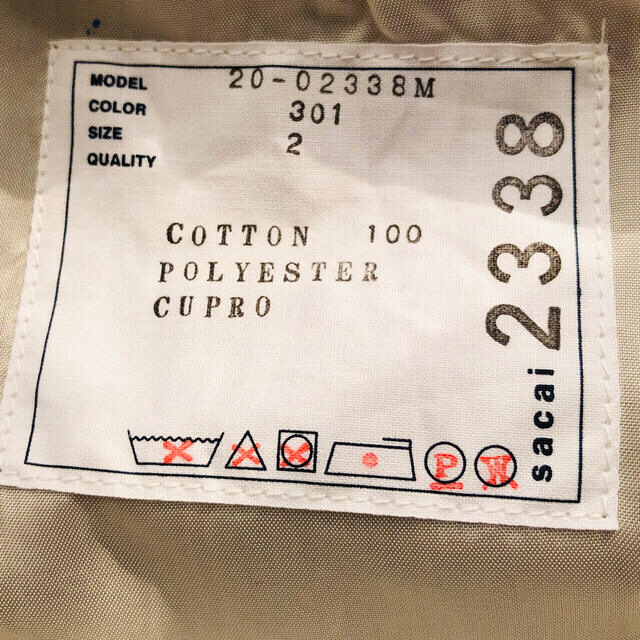 MODEL 20-02338M
COLOR 301
SIZE 2
QUALITY
COTTON 100
POLYESTER
CUPRO
P
W
sacai 2338